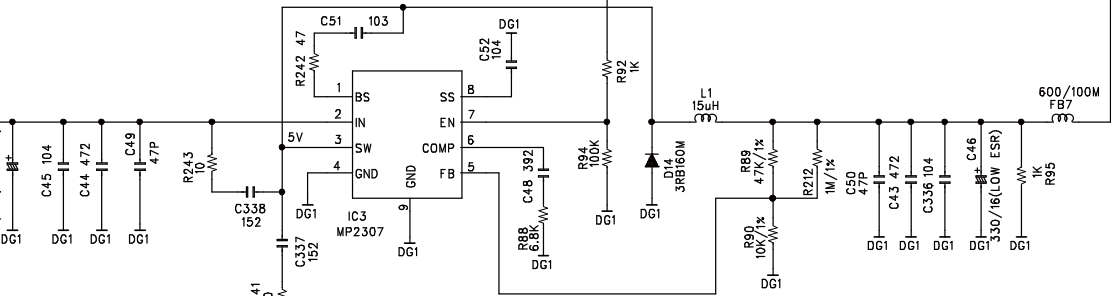 C51 103
R242 47
DG1
C52 104
R92 1K
L1
15uH
600/100M
FB7
1 BS SS 8
2 IN EN 7
3 SW COMP 6
4 GND FB 5
GND
9
5V
IC3
MP2307
DG1
DG1
C45 104
C44 472
C49 47P
R243 10
C338
152
C337 152
41
DG1
DG1
DG1
DG1
C48 392
R88 6.8K
DG1
R94 100K
DG1
D14 3RB160M
DG1
R89 47K/1%
R212 1M/1%
R90 10K/1%
DG1
C50 47P
C43 472
C336 104
C46 330/16(LOW ESR)
1K R95
DG1
DG1
DG1
DG1
DG1